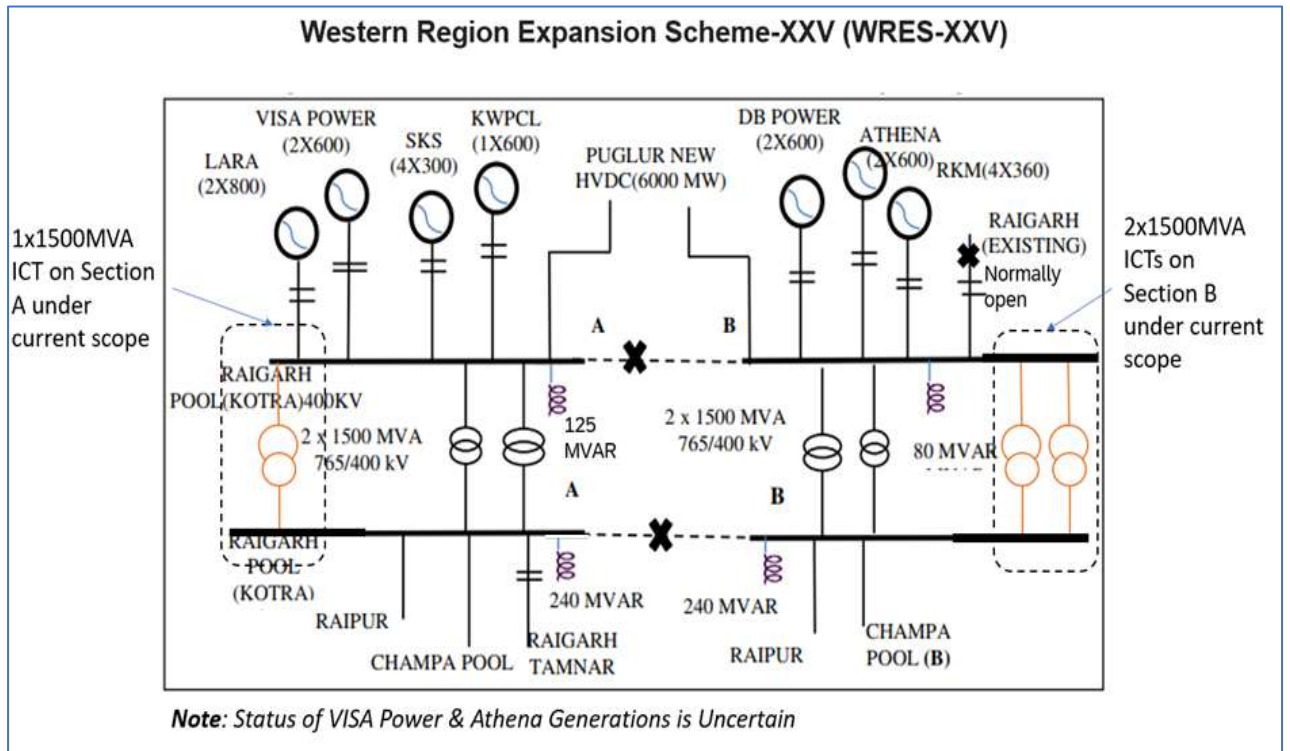 Western Region Expansion Scheme-XXV (WRES-XXV)
VISA POWER
(2X600)
LARA
(2X800)
SKS
(4X300)
KWPCL
(1X600)
PUGLUR NEW
HVDC(6000 MW)
DB POWER
(2X600)
ATHENA
(2X600)
RKM(4X360)
RAIGARH
(EXISTING)
Normally
open
1x1500MVA
ICT on Section
A under
current scope
2x1500MVA
ICTs on
Section B
under current
scope
A
B
RAIGARH
POOL(KOTRA)400KV
2 x 1500 MVA
765/400 kV
125
MVAR
2 x 1500 MVA
765/400 kV
80 MVAR
A
B
RAIGARH
POOL
(KOTRA)
240 MVAR
240 MVAR
RAIPUR
CHAMPA POOL
RAIGARH
TAMNAR
RAIPUR
CHAMPA
POOL (B)
Note: Status of VISA Power & Athena Generations is Uncertain